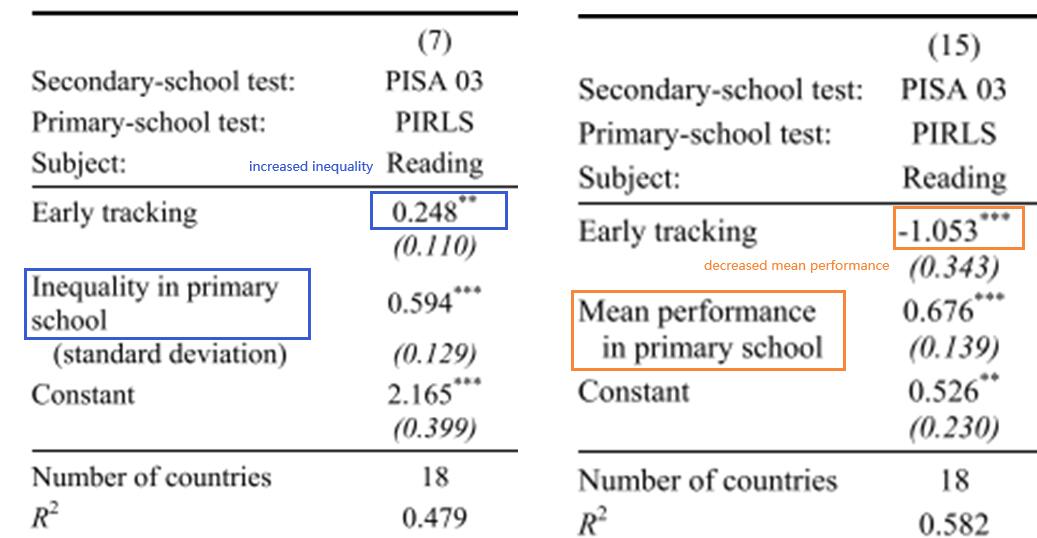 (7)
Secondary-school test: PISA 03
Primary-school test: PIRLS
Subject: increased inequality Reading
Early tracking 0.248**
(0.110)
Inequality in primary
school 0.594***
(standard deviation) (0.129)
Constant 2.165***
(0.399)
Number of countries 18
R² 0.479
(15)
Secondary-school test: PISA 03
Primary-school test: PIRLS
Subject: Reading
Early tracking -1.053***
decreased mean performance (0.343)
Mean performance 0.676***
in primary school (0.139)
Constant 0.526**
(0.230)
Number of countries 18
R² 0.582